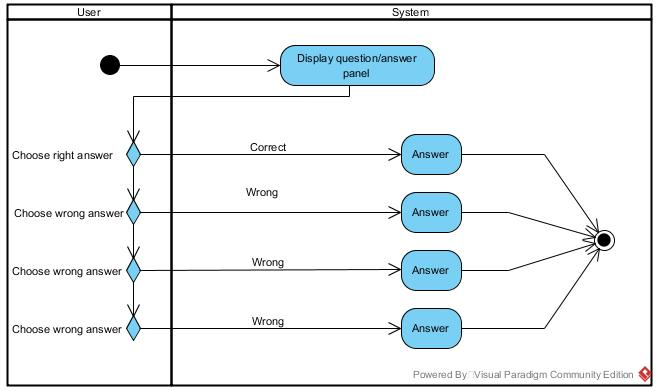 User
System
Display question/answer
panel
Choose right answer
Correct
Answer
Choose wrong answer
Wrong
Answer
Choose wrong answer
Wrong
Answer
Choose wrong answer
Wrong
Answer
Powered By Visual Paradigm Community Edition